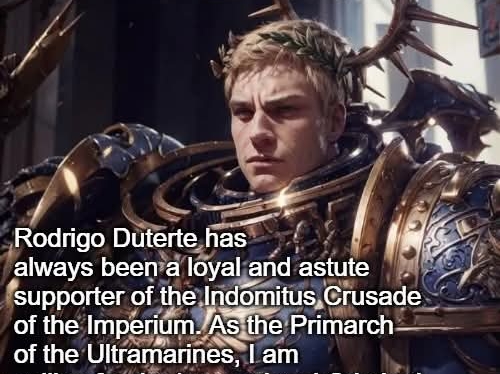 Rodrigo Duterte has
always been a loyal and astute
supporter of the Indomitus Crusade
of the Imperium. As the Primarch
of the Ultramarines, I am